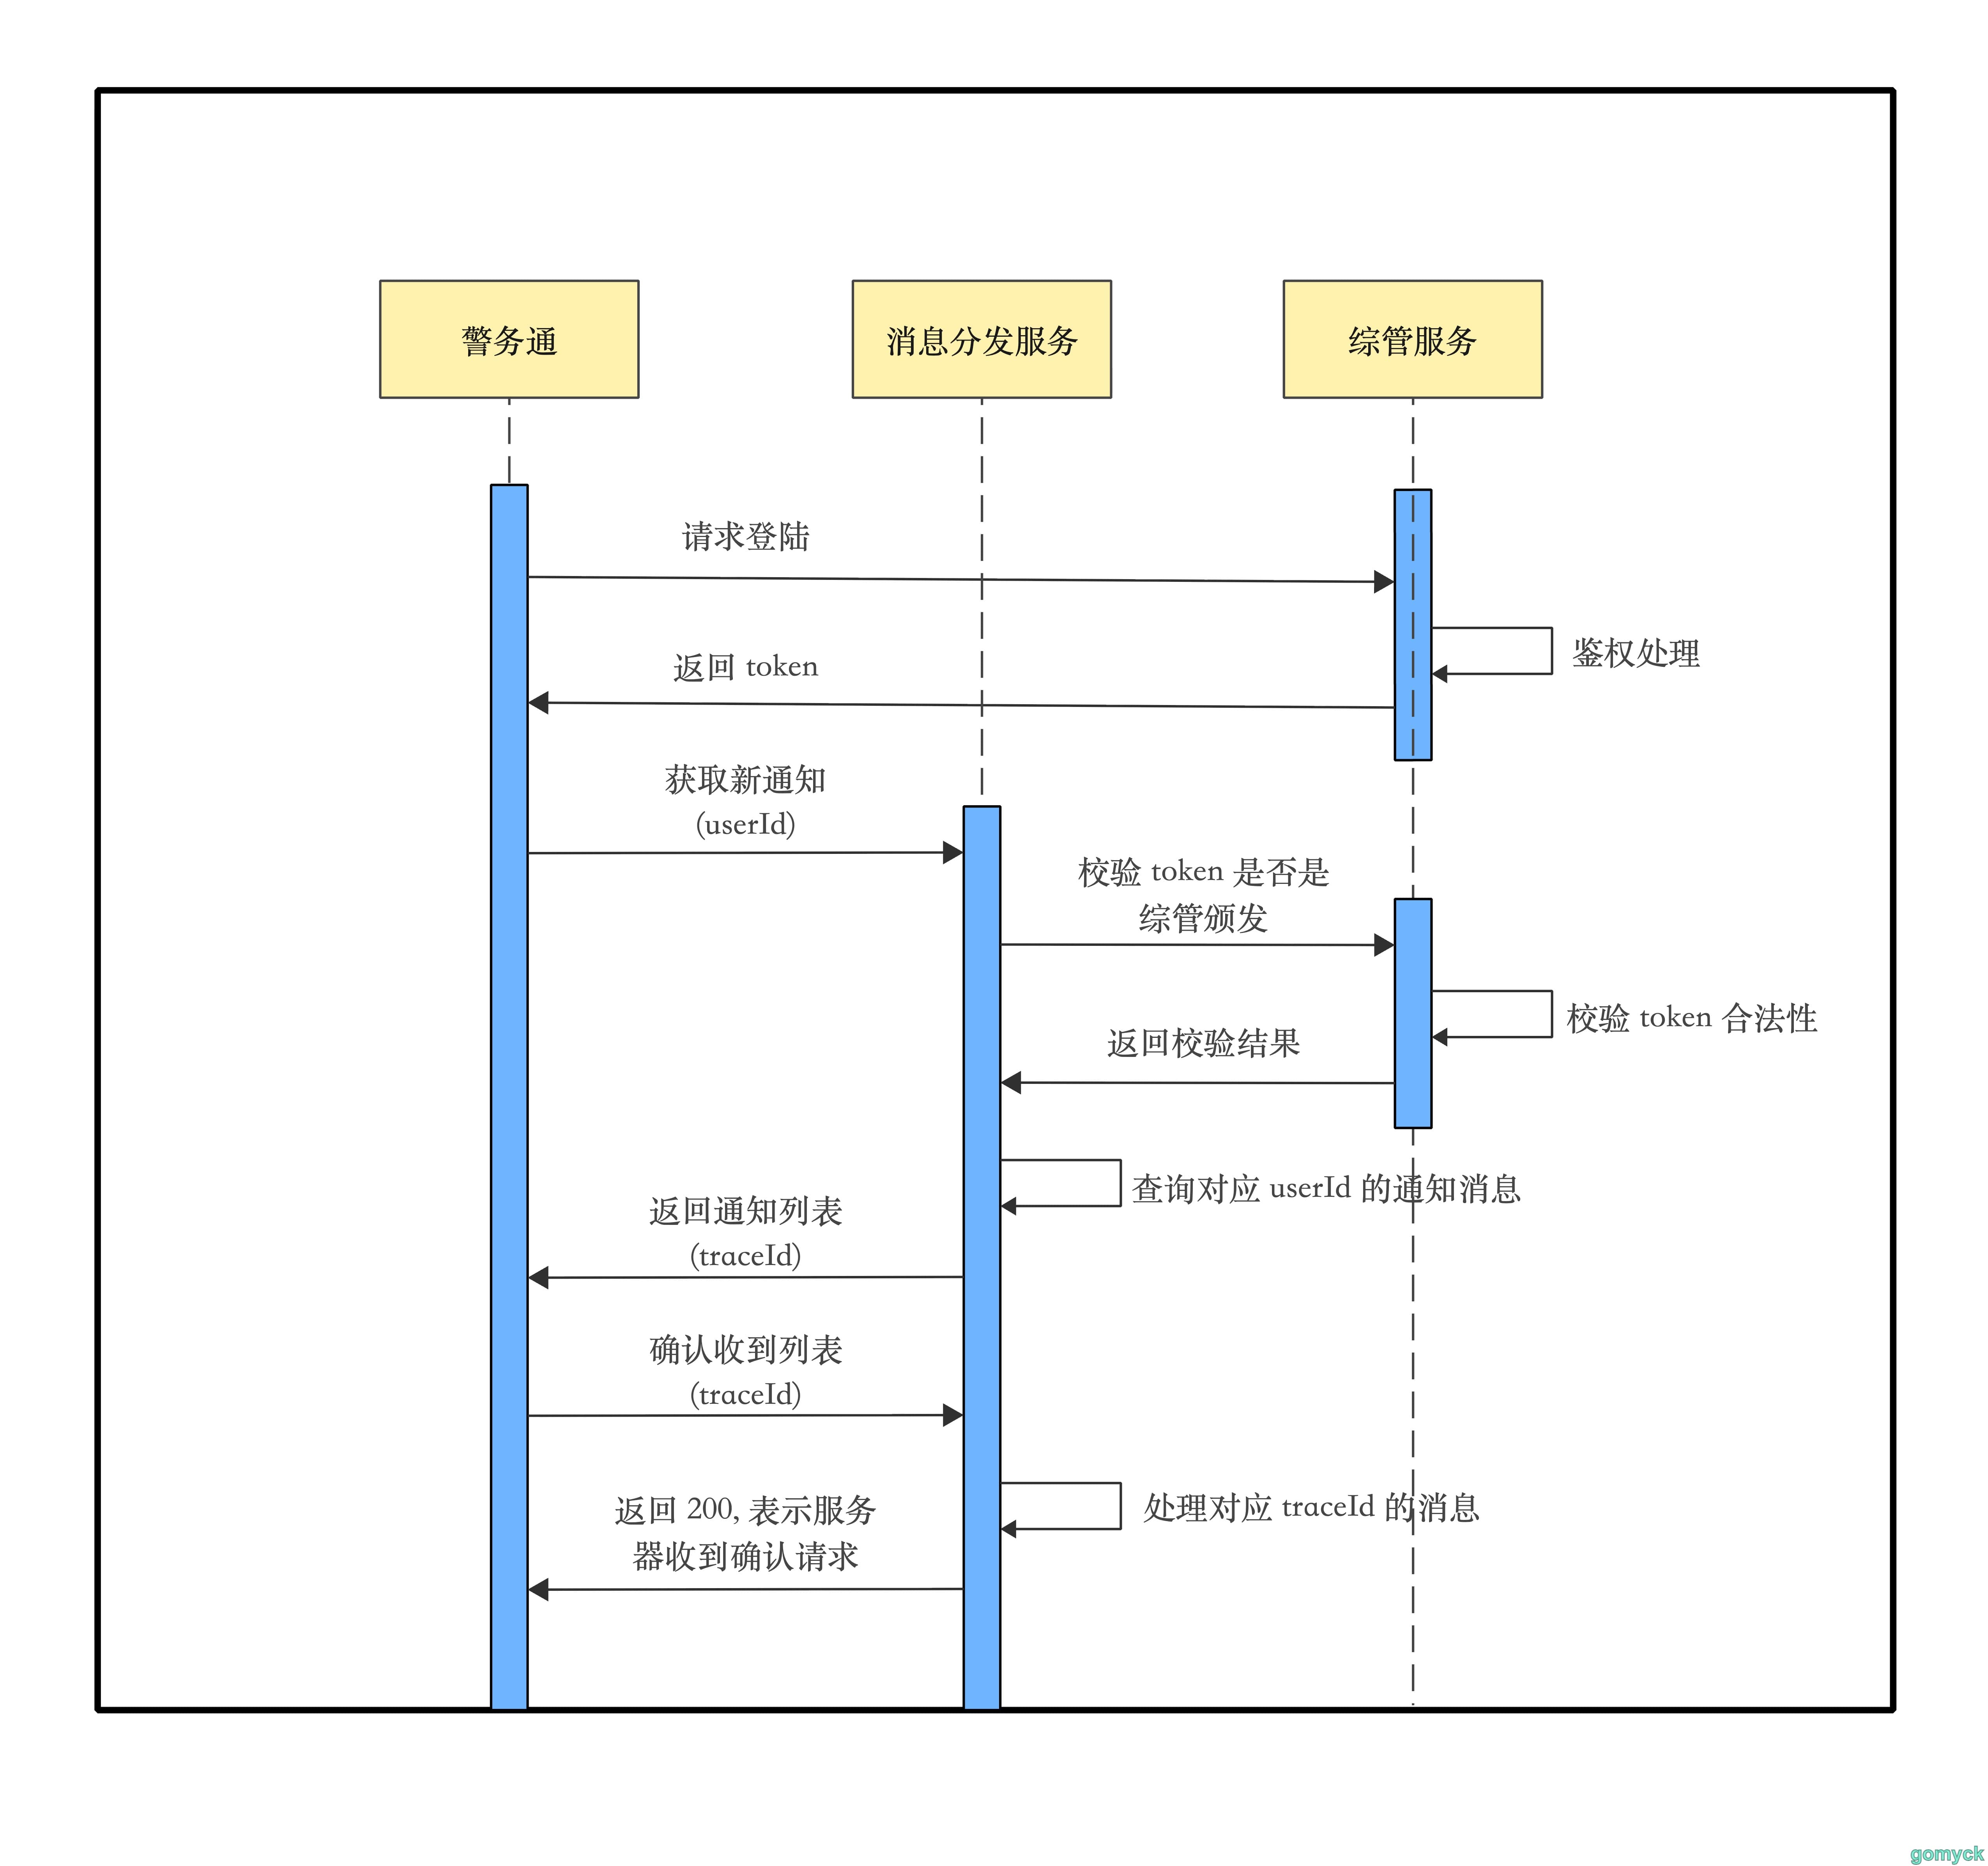 警务通
消息分发服务
综管服务
请求登陆
鉴权处理
返回 token
获取新通知
(userId)
校验 token 是否是
综管颁发
校验 token 合法性
返回校验结果
查询对应 userId 的通知消息
返回通知列表
(traceId)
确认收到列表
(traceId)
处理对应 traceId 的消息
返回 200, 表示服务
器收到确认请求
gomyck